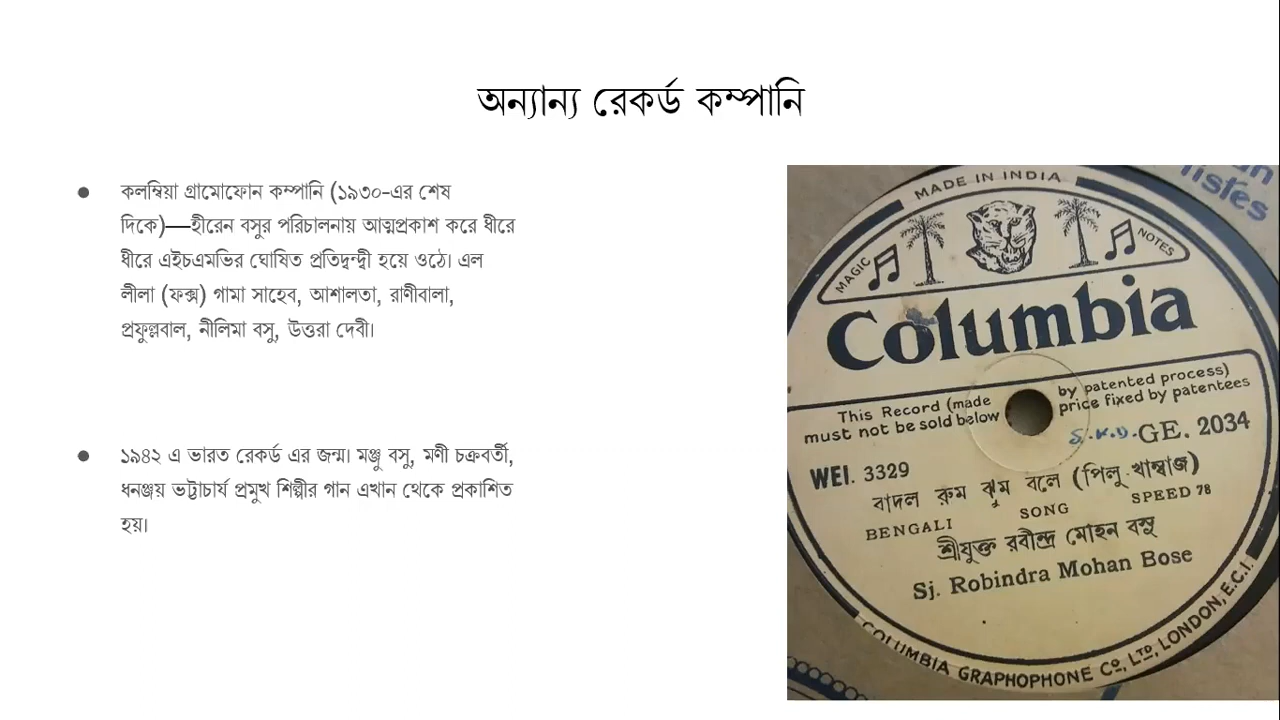 অন্যান্য রেকর্ড কম্পানি
কলম্বিয়া গ্রামোফোন কম্পানি (১৯৩০-এর শেষ
দিকে)—হীরেন বসুর পরিচালনায় আত্মপ্রকাশ করে ধীরে
ধীরে এইচএমভির ঘোষিত প্রতিদ্বন্দ্বী হয়ে ওঠে। এল
লীলা (ফক্স) গামা সাহেব, আশালতা, রাণীবালা,
প্রফুল্লবাল, নীলিমা বসু, উত্তরা দেবী।
১৯৪২ এ ভারত রেকর্ড এর জন্ম। মঞ্জু বসু, মণী চক্রবর্তী,
ধনঞ্জয় ভট্টাচার্য প্রমুখ শিল্পীর গান এখান থেকে প্রকাশিত
হয়।
MADE IN INDIA
MAGIC NOTES
Columbia
This Record (made by patented process)
must not be sold below price fixed by patentees
S.K.D. GE. 2034
WEI. 3329
বাদল রুম ঝুম বলে (পিলু-খাম্বাজ)
BENGALI SONG SPEED 78
শ্রীযুক্ত রবীন্দ্র মোহন বসু
Sj. Robindra Mohan Bose
COLUMBIA GRAPHOPHONE Co., LTD., LONDON, E.C.I.